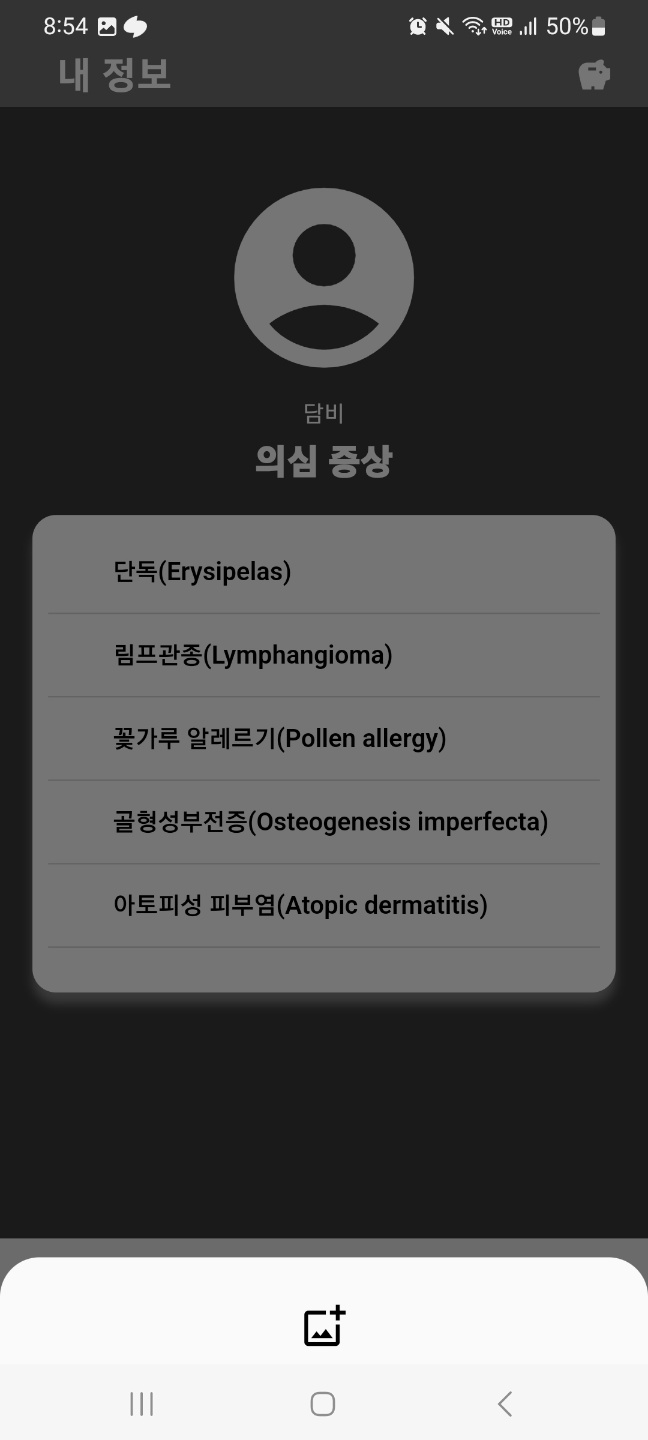 8:54
HD Voice 50%
내 정보
담비
의심 증상
단독(Erysipelas)
림프관종(Lymphangioma)
꽃가루 알레르기(Pollen allergy)
골형성부전증(Osteogenesis imperfecta)
아토피성 피부염(Atopic dermatitis)